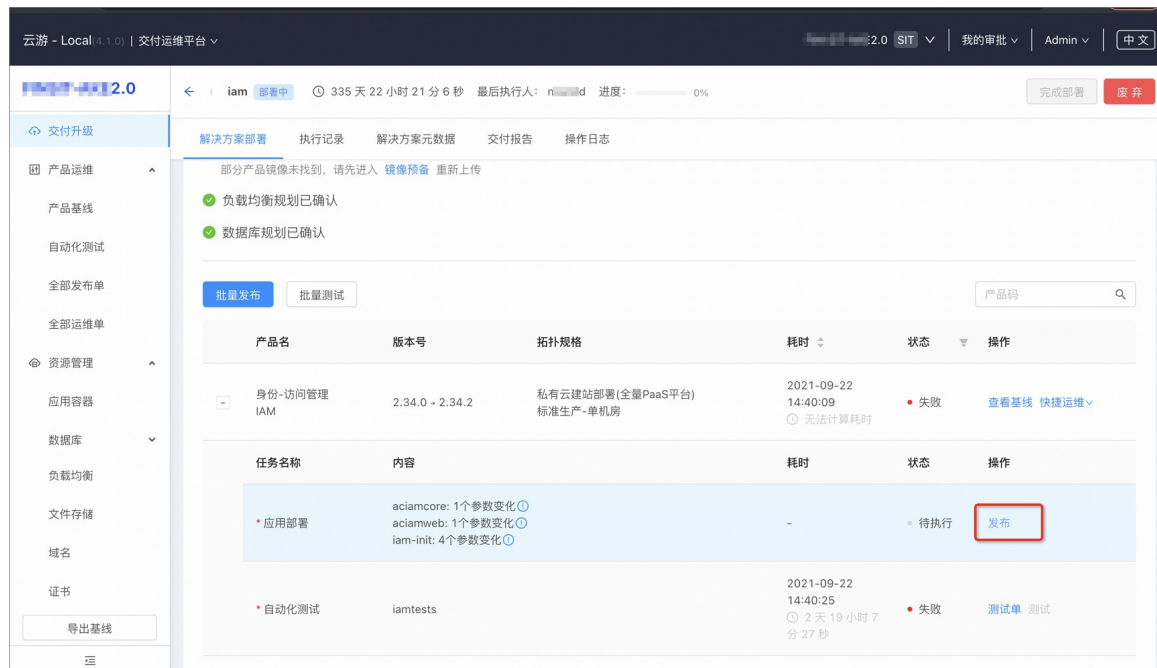 云游 - Local(4.1.0) | 交付运维平台
2.0 SIT
我的审批
Admin
中文
2.0
iam 部署中 335 天 22 小时 21 分 6 秒 最后执行人： n d 进度： 0%
完成部署
废弃
交付升级
产品运维
产品基线
自动化测试
全部发布单
全部运维单
资源管理
应用容器
数据库
负载均衡
文件存储
域名
证书
导出基线
解决方案部署 执行记录 解决方案元数据 交付报告 操作日志
部分产品镜像未找到，请先进入 镜像预备 重新上传
负载均衡规划已确认
数据库规划已确认
批量发布 批量测试 产品码
产品名 版本号 拓扑规格 耗时 状态 操作
身份-访问管理
IAM
2.34.0 → 2.34.2
私有云建站部署(全量PaaS平台)
标准生产-单机房
2021-09-22
14:40:09
无法计算耗时
失败
查看基线 快捷运维
任务名称 内容 耗时 状态 操作
* 应用部署
aciamcore: 1个参数变化
aciamweb: 1个参数变化
iam-init: 4个参数变化
-
待执行
发布
* 自动化测试
iamtests
2021-09-22
14:40:25
2 天 19 小时 7
分 27 秒
失败
测试单 测试